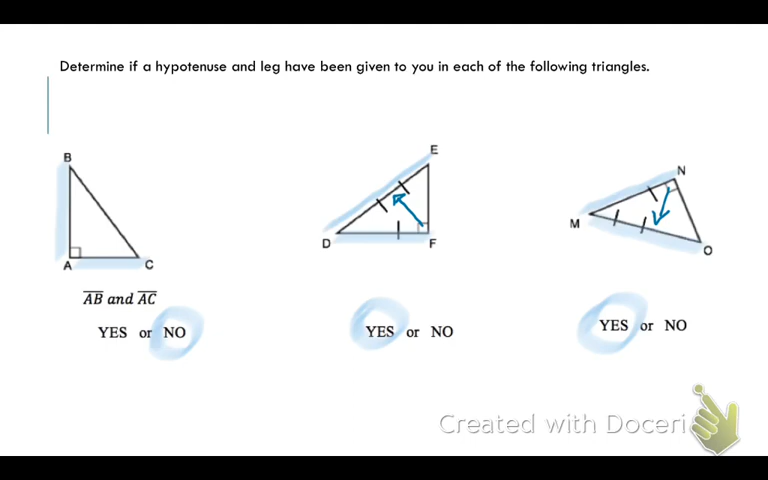 Determine if a hypotenuse and leg have been given to you in each of the following triangles.
B
A
C
AB and AC
YES or NO
E
D
F
YES or NO
N
M
O
YES or NO
Created with Doceri